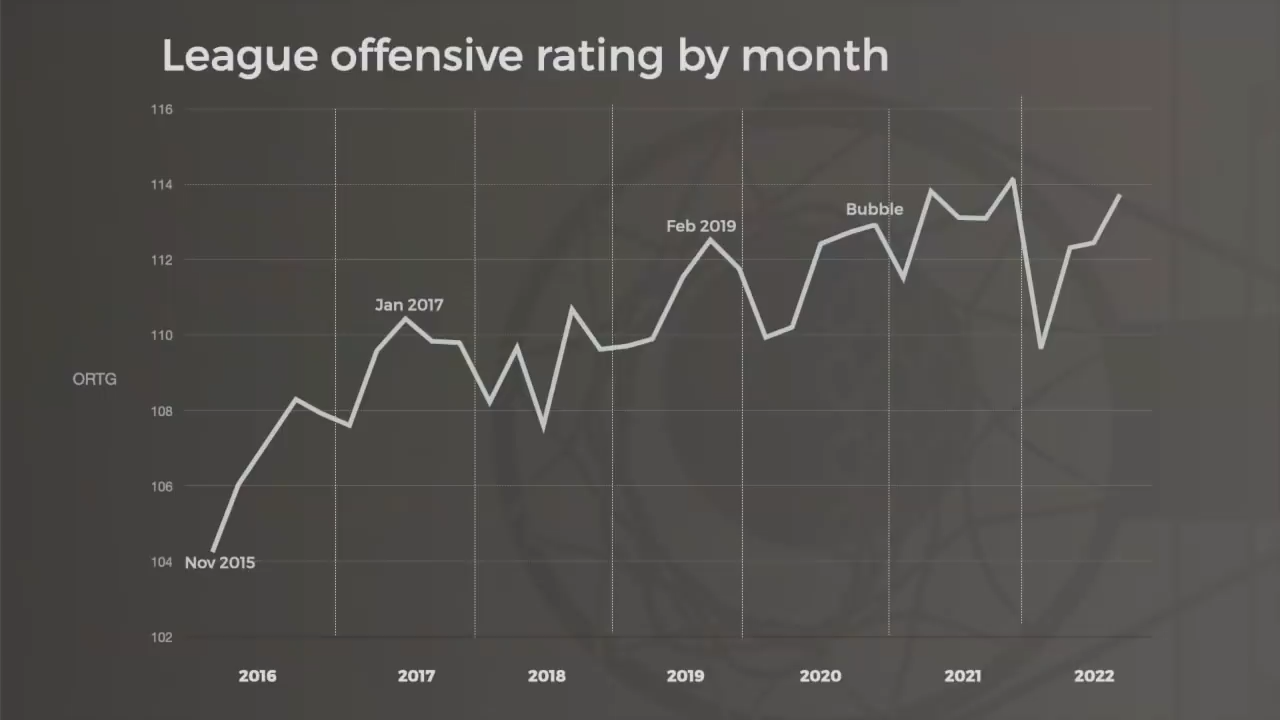 League offensive rating by month
116
114
Bubble
Feb 2019
112
Jan 2017
110
ORTG
108
106
104
Nov 2015
102
2016 2017 2018 2019 2020 2021 2022